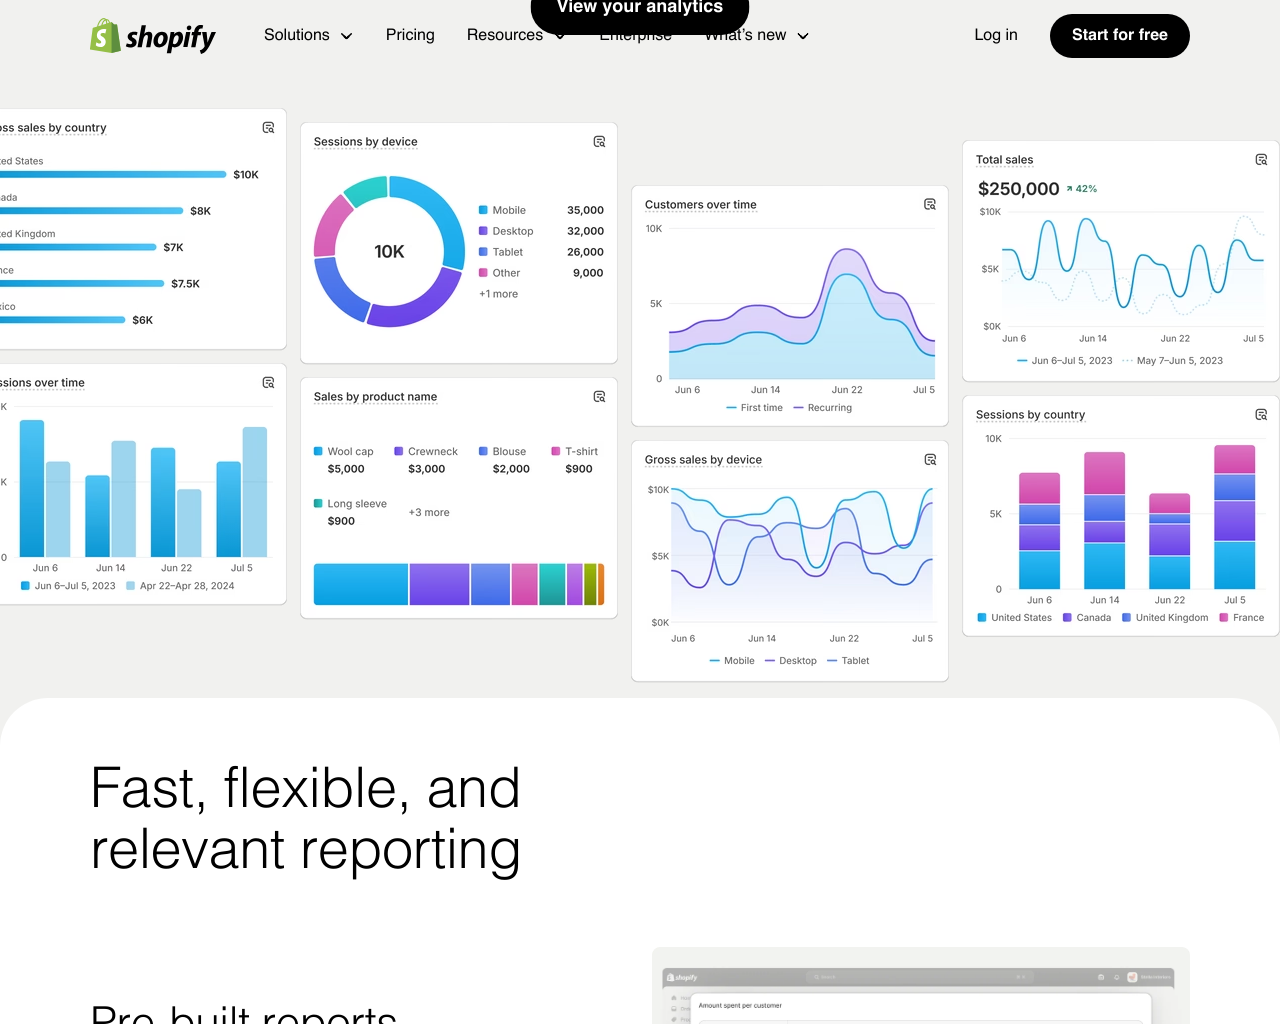 View your analytics
shopify
Solutions
Pricing
Resources
Enterprise
What's new
Log in
Start for free
oss sales by country
ted States
$10K
ada
$8K
ted Kingdom
$7K
nce
$7.5K
xico
$6K
Sessions by device
10K
Mobile 35,000
Desktop 32,000
Tablet 26,000
Other 9,000
+1 more
Customers over time
10K
5K
0
Jun 6 Jun 14 Jun 22 Jul 5
First time Recurring
Total sales
$250,000 42%
$10K
$5K
$0K
Jun 6 Jun 14 Jun 22 Jul 5
Jun 6–Jul 5, 2023 May 7–Jun 5, 2023
ssions over time
K
K
0
Jun 6 Jun 14 Jun 22 Jul 5
Jun 6–Jul 5, 2023 Apr 22–Apr 28, 2024
Sales by product name
Wool cap Crewneck Blouse T-shirt
$5,000 $3,000 $2,000 $900
Long sleeve
$900
+3 more
Gross sales by device
$10K
$5K
$0K
Jun 6 Jun 14 Jun 22 Jul 5
Mobile Desktop Tablet
Sessions by country
10K
5K
0
Jun 6 Jun 14 Jun 22 Jul 5
United States Canada United Kingdom France
Fast, flexible, and
relevant reporting
Pre-built reports
shopify
Amount spent per customer